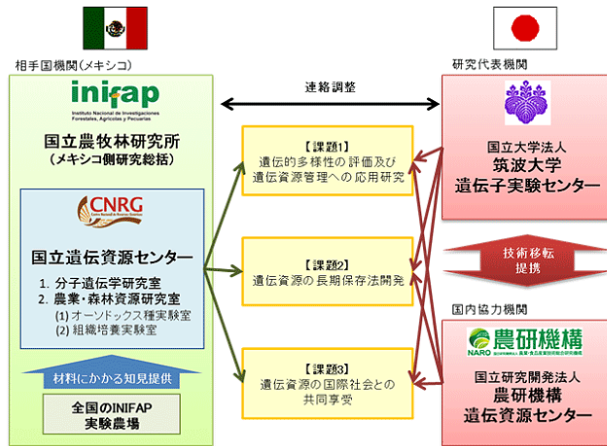 相手国機関(メキシコ)
inifap
Instituto Nacional de Investigaciones
Forestales, Agrícolas y Pecuarias
国立農牧林研究所
(メキシコ側研究総括)
CNRG
国立遺伝資源センター
1. 分子遺伝学研究室
2. 農業・森林資源研究室
(1) オーソドックス種実験室
(2) 組織培養実験室
材料にかかる知見提供
全国のINIFAP
実験農場
連絡調整
【課題1】
遺伝的多様性の評価及び
遺伝資源管理への応用研究
【課題2】
遺伝資源の長期保存法開発
【課題3】
遺伝資源の国際社会との
共同享受
研究代表機関
国立大学法人
筑波大学
遺伝子実験センター
技術移転
提携
国内協力機関
NARO 農研機構
国立研究開発法人
農研機構
遺伝資源センター